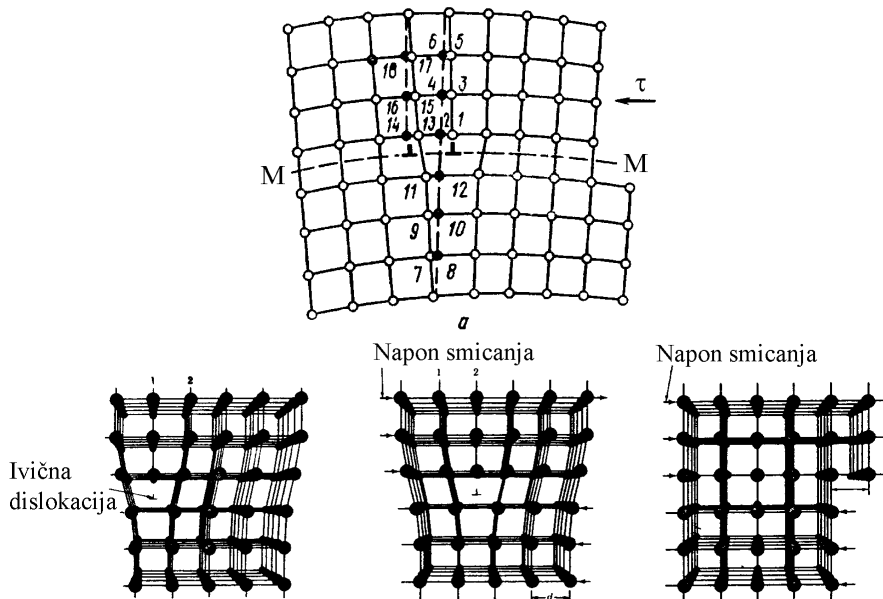 6 5
18 17
4 3
τ
16 15
14 13 2 1
M M
11 12
9 10
7 8
a
Napon smicanja
Napon smicanja
1 2
1 2
Ivična
dislokacija
⊥
d